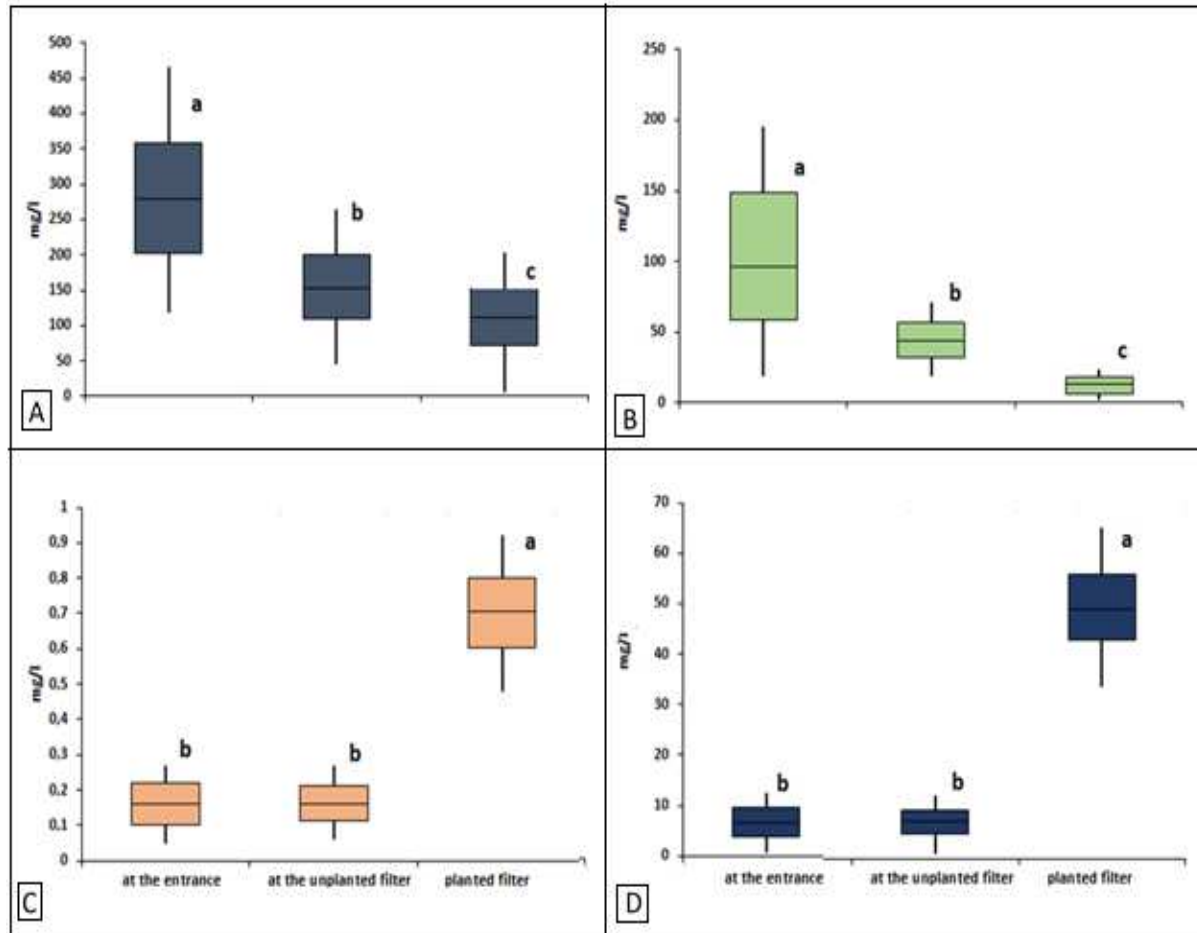 500
450
400
350
300
250
200
150
100
50
0
mg/l
a
b
c
A
250
200
150
100
50
0
mg/l
a
b
c
B
1
0,9
0,8
0,7
0,6
0,5
0,4
0,3
0,2
0,1
0
mg/l
b
b
a
at the entrance at the unplanted filter planted filter
C
70
60
50
40
30
20
10
0
mg/l
b
b
a
at the entrance at the unplanted filter planted filter
D